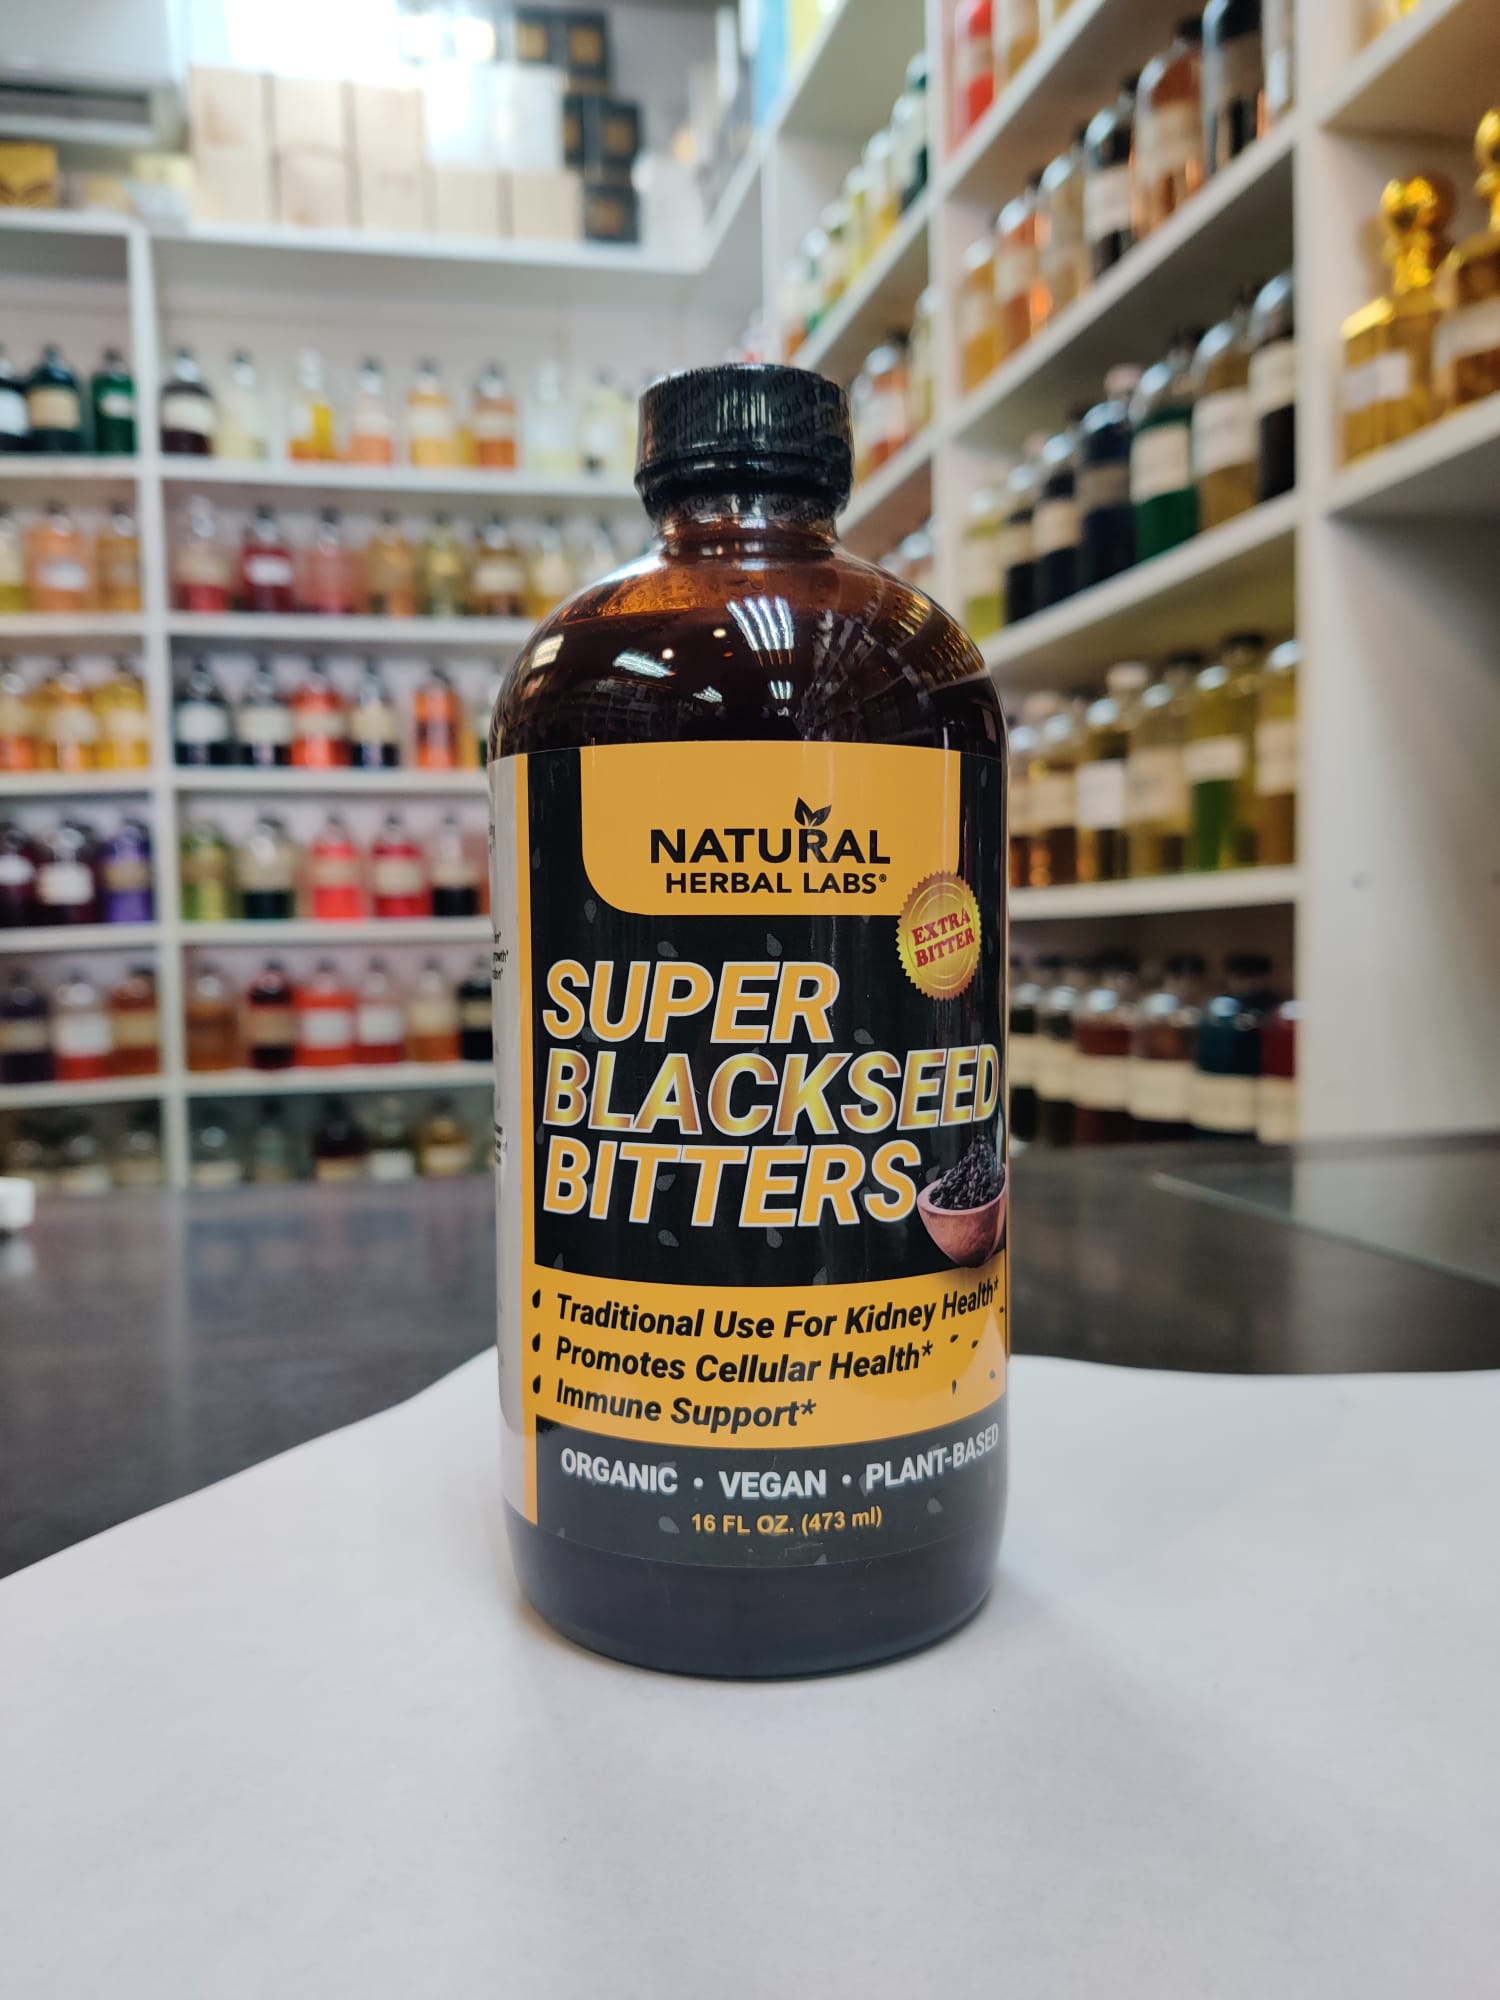 NATURAL
HERBAL LABS®
EXTRA
BITTER
SUPER
BLACKSEED
BITTERS
Traditional Use For Kidney Health*
Promotes Cellular Health*
Immune Support*
ORGANIC • VEGAN • PLANT-BASED
16 FL OZ. (473 ml)